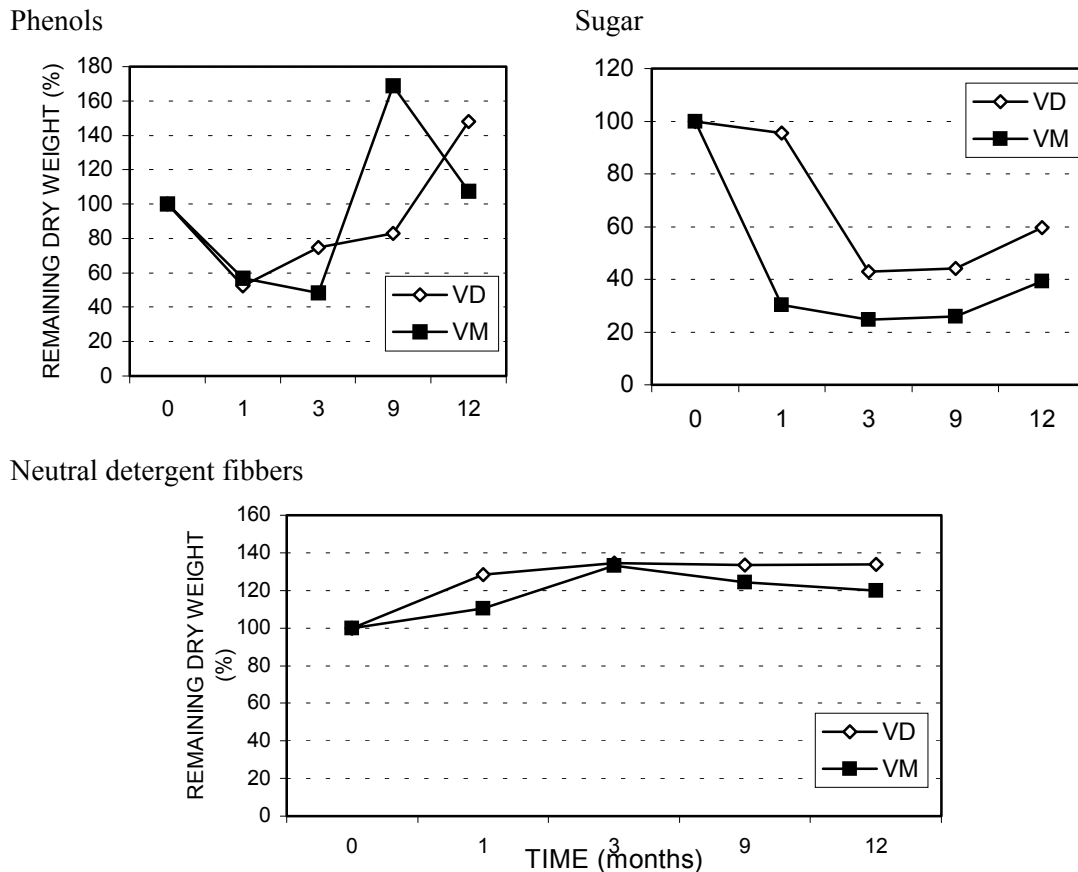 Phenols
Sugar
REMAINING DRY WEIGHT (%)
180
160
140
120
100
80
60
40
20
0
0 1 3 9 12
VD
VM
120
100
80
60
40
20
0
0 1 3 9 12
VD
VM
Neutral detergent fibbers
REMAINING DRY WEIGHT
(%)
160
140
120
100
80
60
40
20
0
0 1 3 9 12
TIME (months)
VD
VM